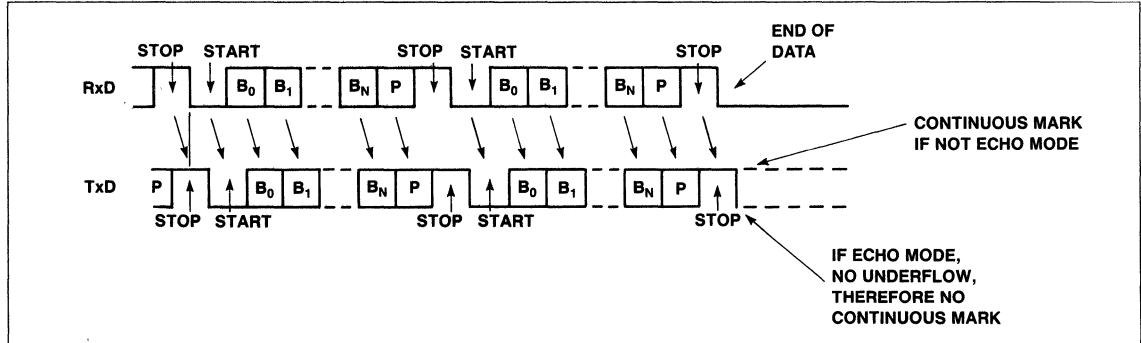 END OF
DATA
STOP START STOP START STOP
RxD B0 B1 BN P B0 B1 BN P
CONTINUOUS MARK
IF NOT ECHO MODE
TxD P B0 B1 BN P B0 B1 BN P
STOP START STOP START STOP
IF ECHO MODE,
NO UNDERFLOW,
THEREFORE NO
CONTINUOUS MARK